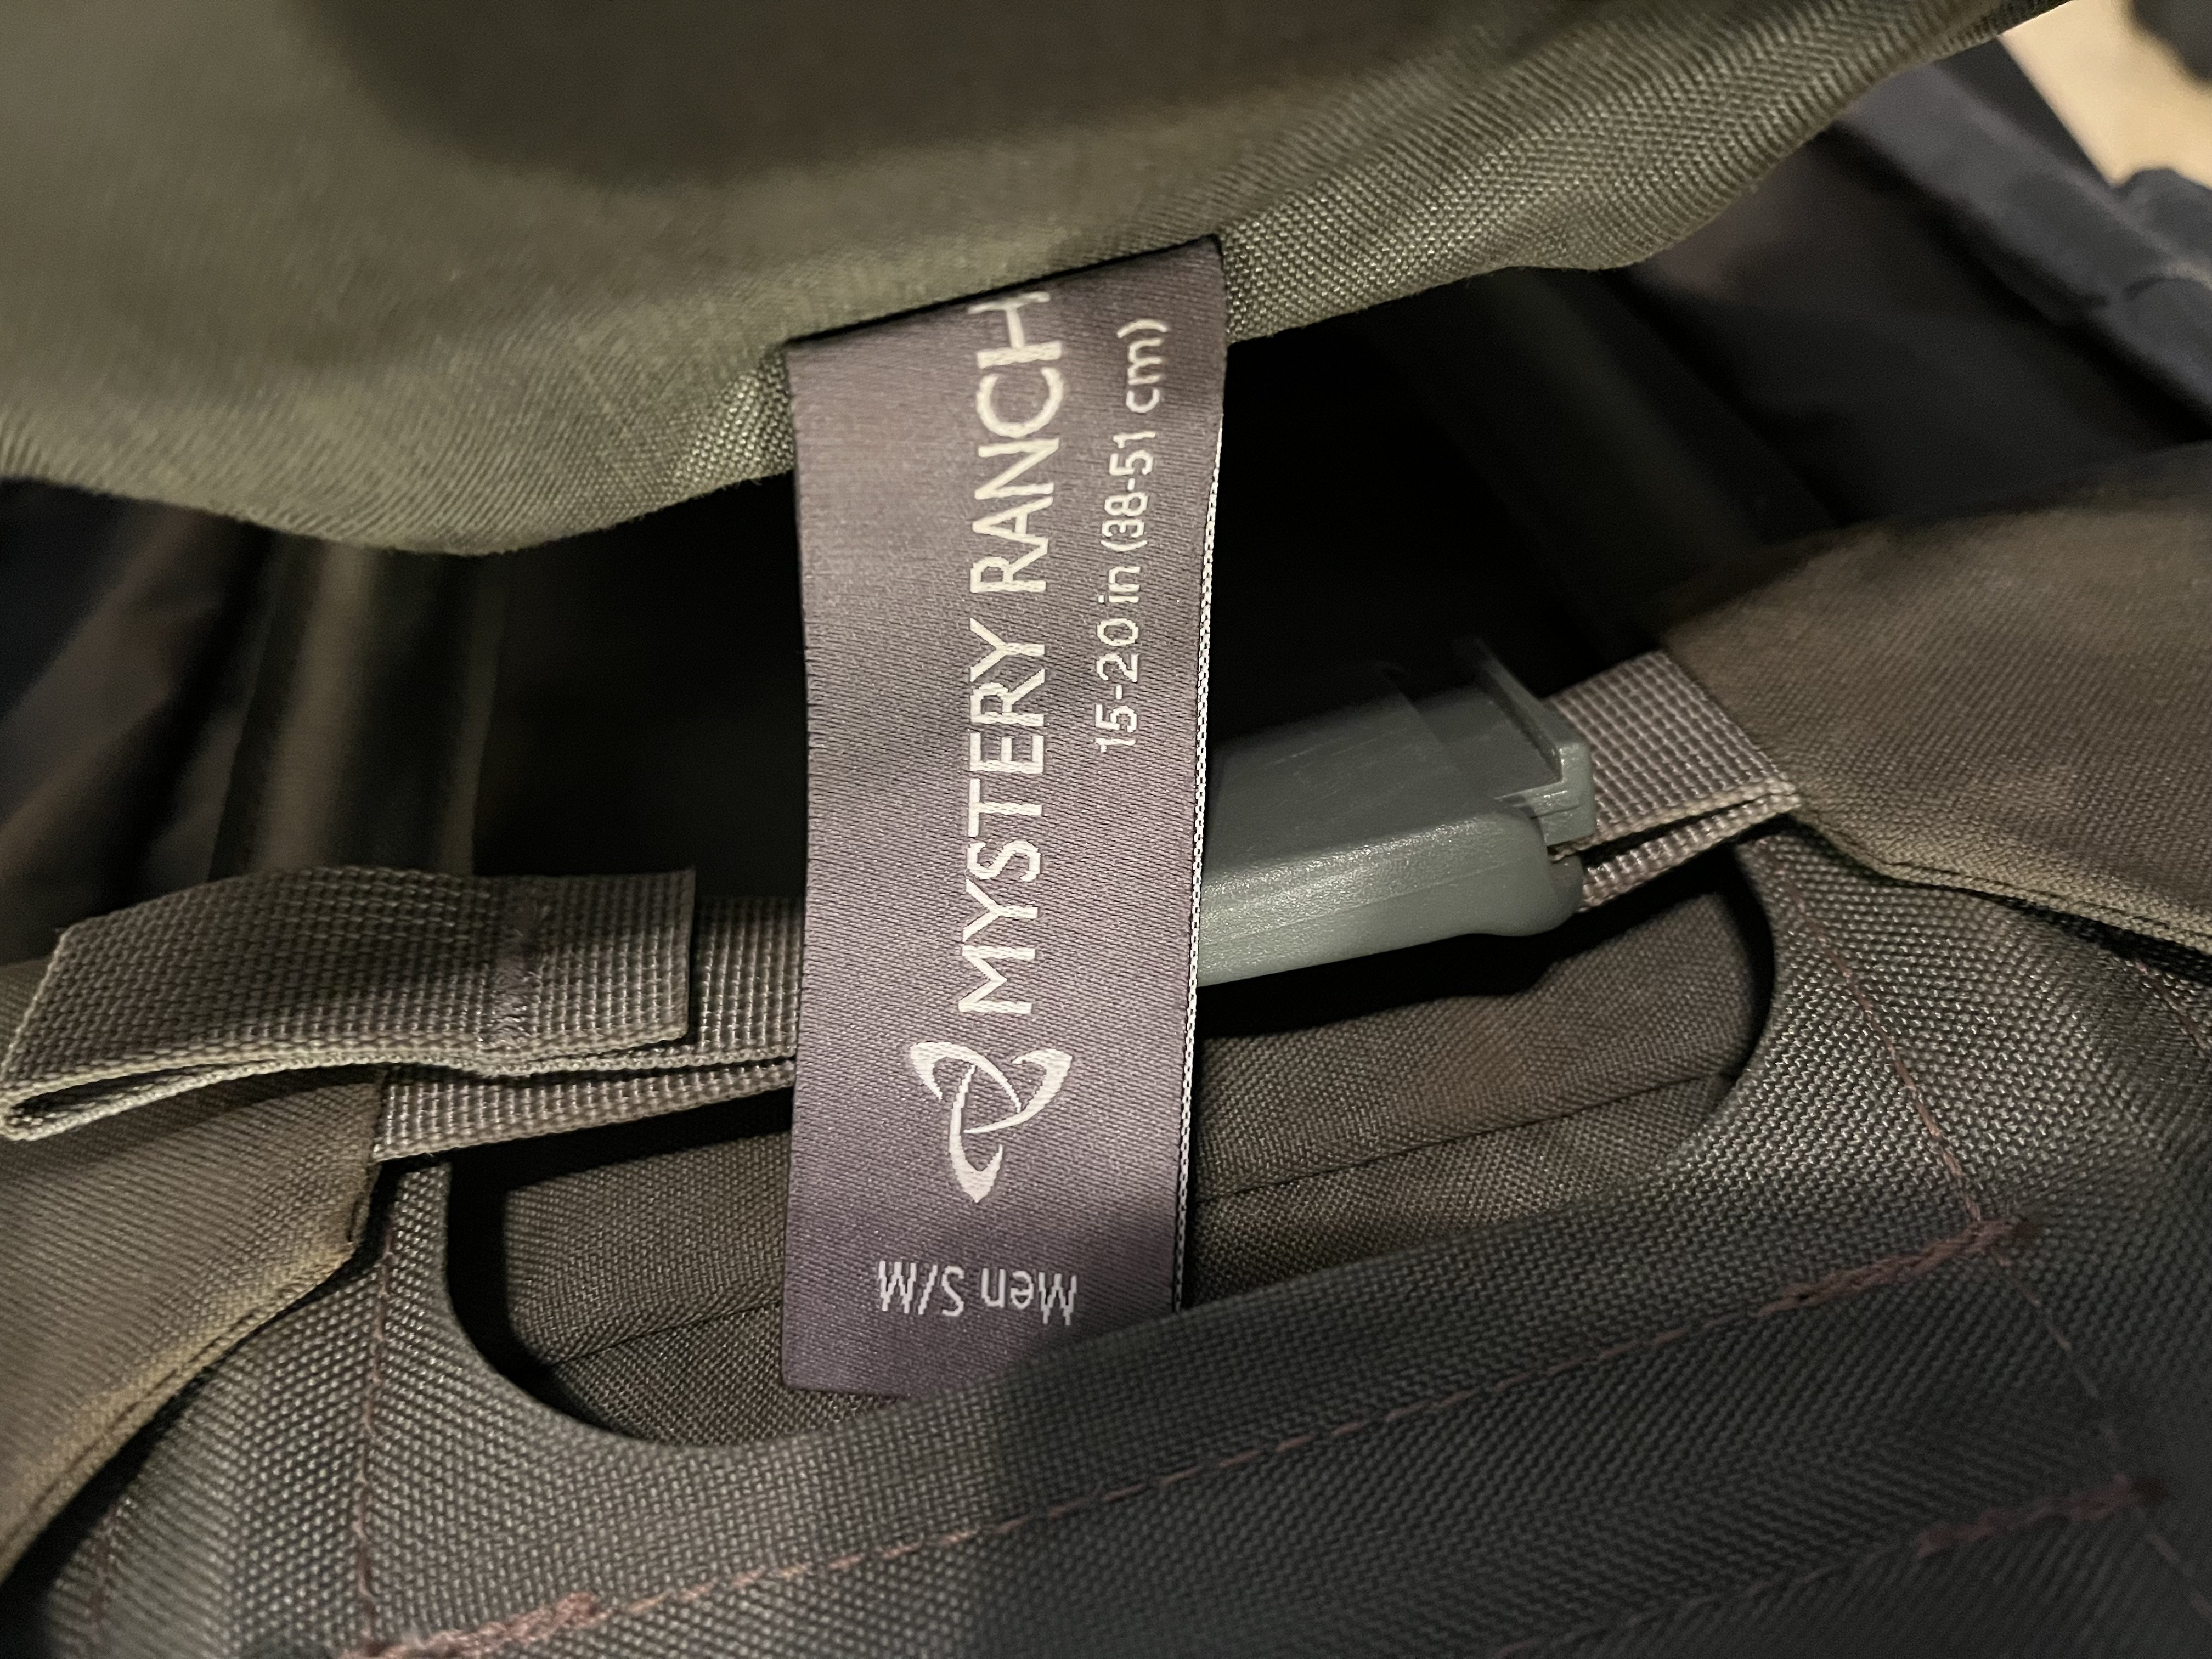 MYSTERY RANCH
15-20 in (38-51 cm)
Men S/M